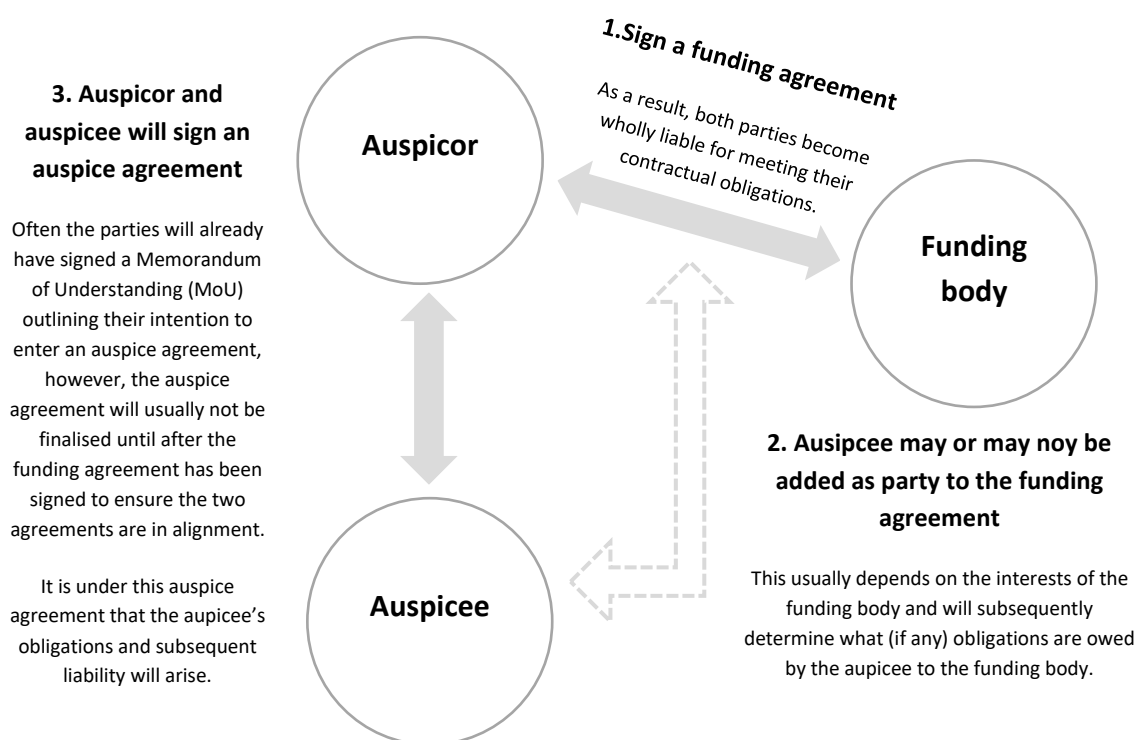 1.Sign a funding agreement
As a result, both parties become
wholly liable for meeting their
contractual obligations.
3. Auspicor and
auspicee will sign an
auspice agreement
Often the parties will already
have signed a Memorandum
of Understanding (MoU)
outlining their intention to
enter an auspice agreement,
however, the auspice
agreement will usually not be
finalised until after the
funding agreement has been
signed to ensure the two
agreements are in alignment.
It is under this auspice
agreement that the aupicee’s
obligations and subsequent
liability will arise.
Auspicor
Funding
body
Auspicee
2. Ausipcee may or may noy be
added as party to the funding
agreement
This usually depends on the interests of the
funding body and will subsequently
determine what (if any) obligations are owed
by the aupicee to the funding body.